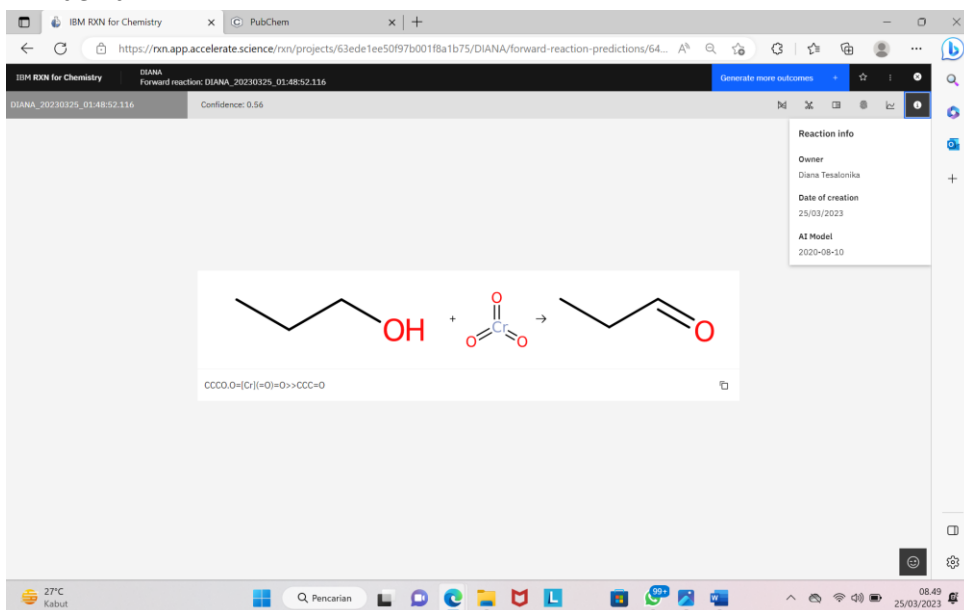 IBM RXN for Chemistry
PubChem
https://rxn.app.accelerate.science/rxn/projects/63ede1ee50f97b001f8a1b75/DIANA/forward-reaction-predictions/64...
IBM RXN for Chemistry
DIANA
Forward reaction: DIANA_20230325_01:48:52.116
Generate more outcomes +
DIANA_20230325_01:48:52.116
Confidence: 0.56
Reaction info
Owner
Diana Tesalonika
Date of creation
25/03/2023
AI Model
2020-08-10
OH + O Cr O O → O
CCCO.O=[Cr](=O)=O>>CCC=O
27°C
Kabut
Pencarian
99+
08.49
25/03/2023